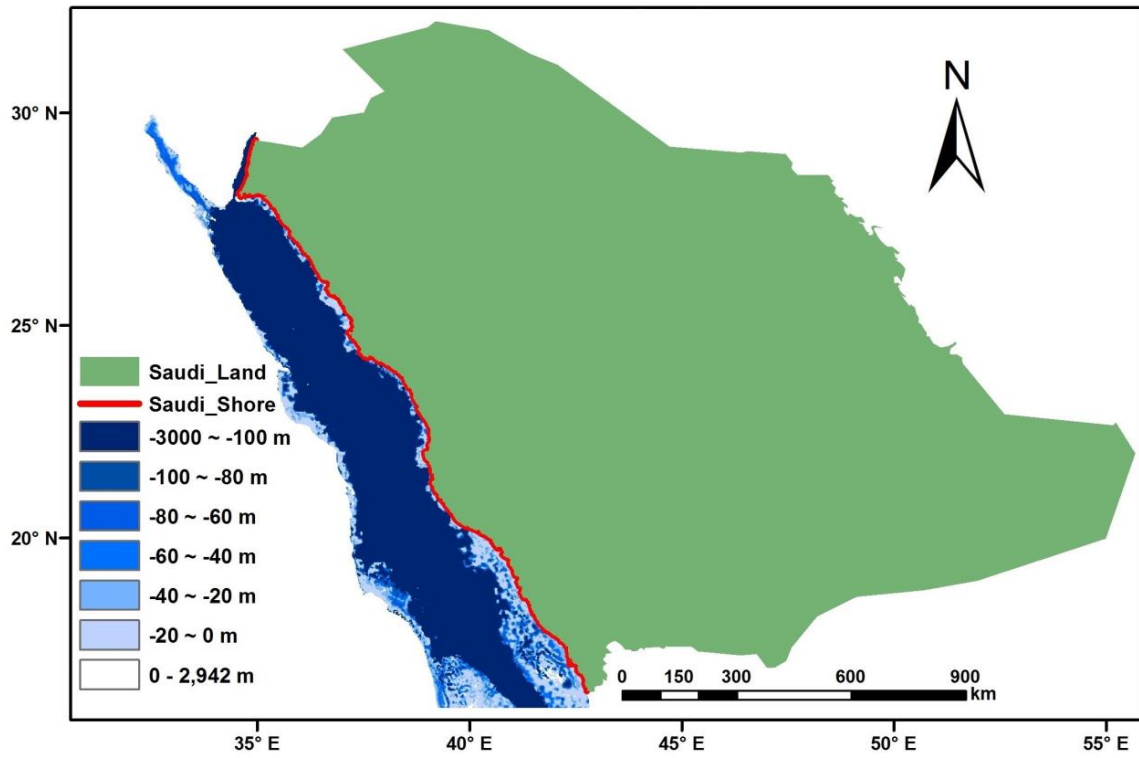 N
30° N
25° N
20° N
Saudi_Land
Saudi_Shore
-3000 ~ -100 m
-100 ~ -80 m
-80 ~ -60 m
-60 ~ -40 m
-40 ~ -20 m
-20 ~ 0 m
0 - 2,942 m
0 150 300 600 900
km
35° E 40° E 45° E 50° E 55° E